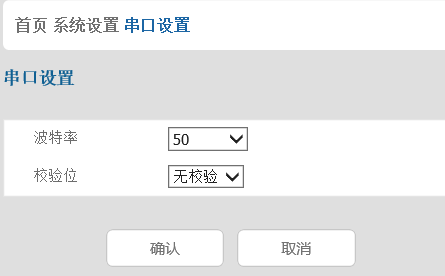 首页 系统设置 串口设置
串口设置
波特率 50
校验位 无校验
确认 取消